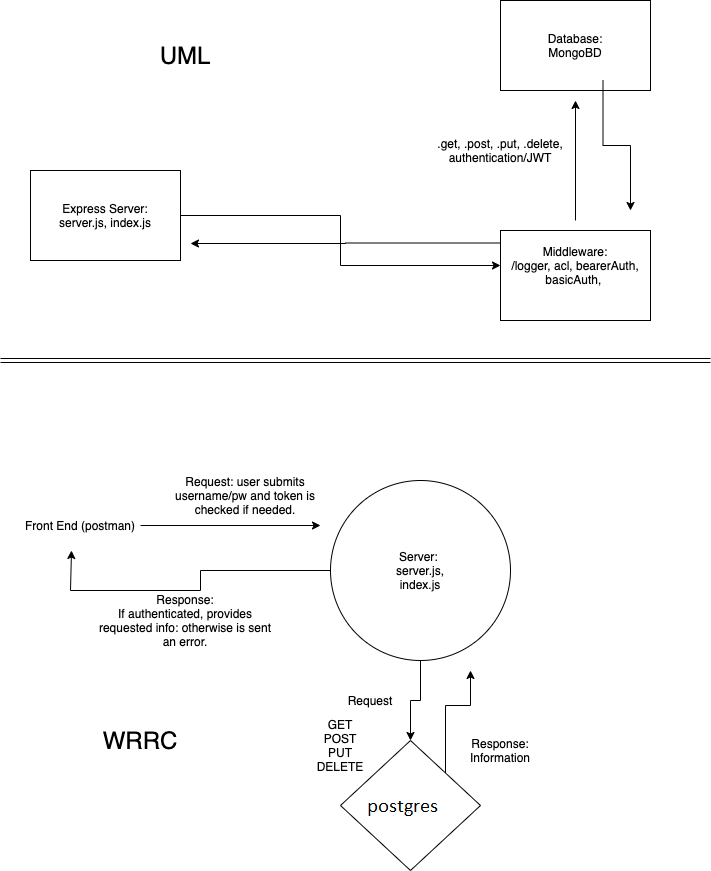 UML
Database:
MongoBD
.get, .post, .put, .delete,
authentication/JWT
Express Server:
server.js, index.js
Middleware:
/logger, acl, bearerAuth,
basicAuth,
Request: user submits
username/pw and token is
checked if needed.
Front End (postman)
Server:
server.js,
index.js
Response:
If authenticated, provides
requested info: otherwise is sent
an error.
Request
GET
POST
PUT
DELETE
WRRC
Response:
Information
postgres